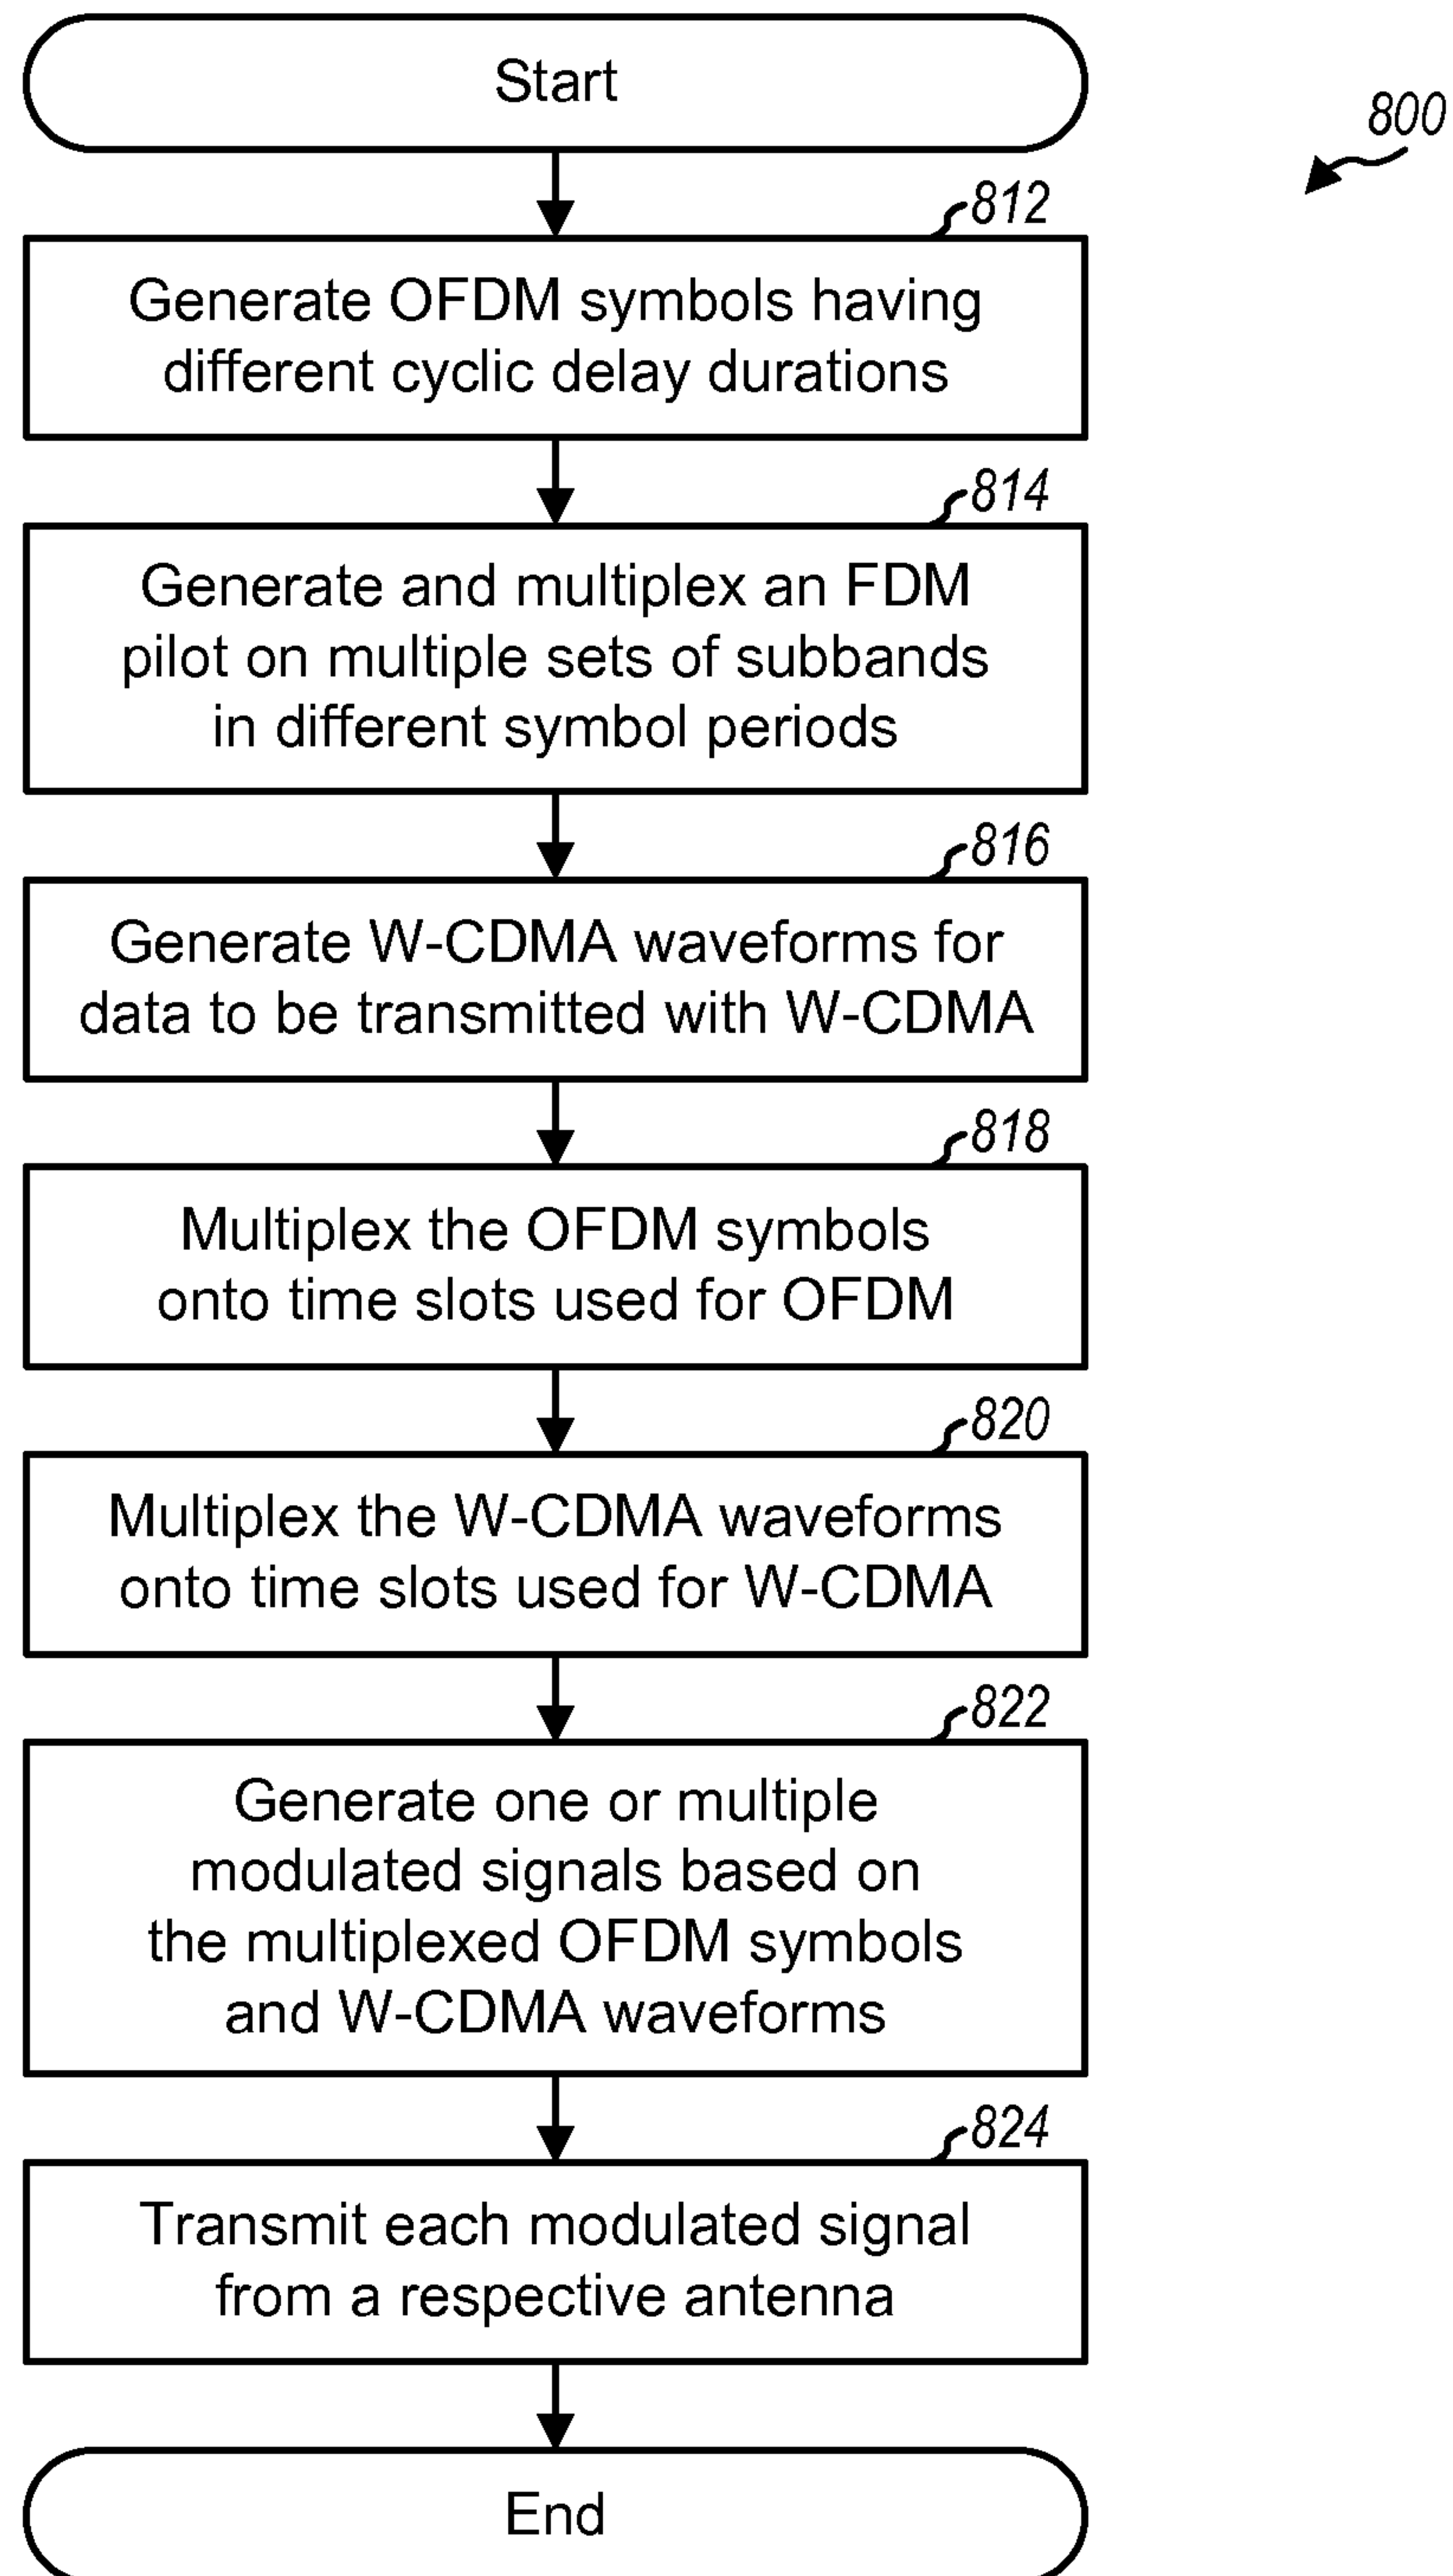 Start
800
812
Generate OFDM symbols having
different cyclic delay durations
814
Generate and multiplex an FDM
pilot on multiple sets of subbands
in different symbol periods
816
Generate W-CDMA waveforms for
data to be transmitted with W-CDMA
818
Multiplex the OFDM symbols
onto time slots used for OFDM
820
Multiplex the W-CDMA waveforms
onto time slots used for W-CDMA
822
Generate one or multiple
modulated signals based on
the multiplexed OFDM symbols
and W-CDMA waveforms
824
Transmit each modulated signal
from a respective antenna
End